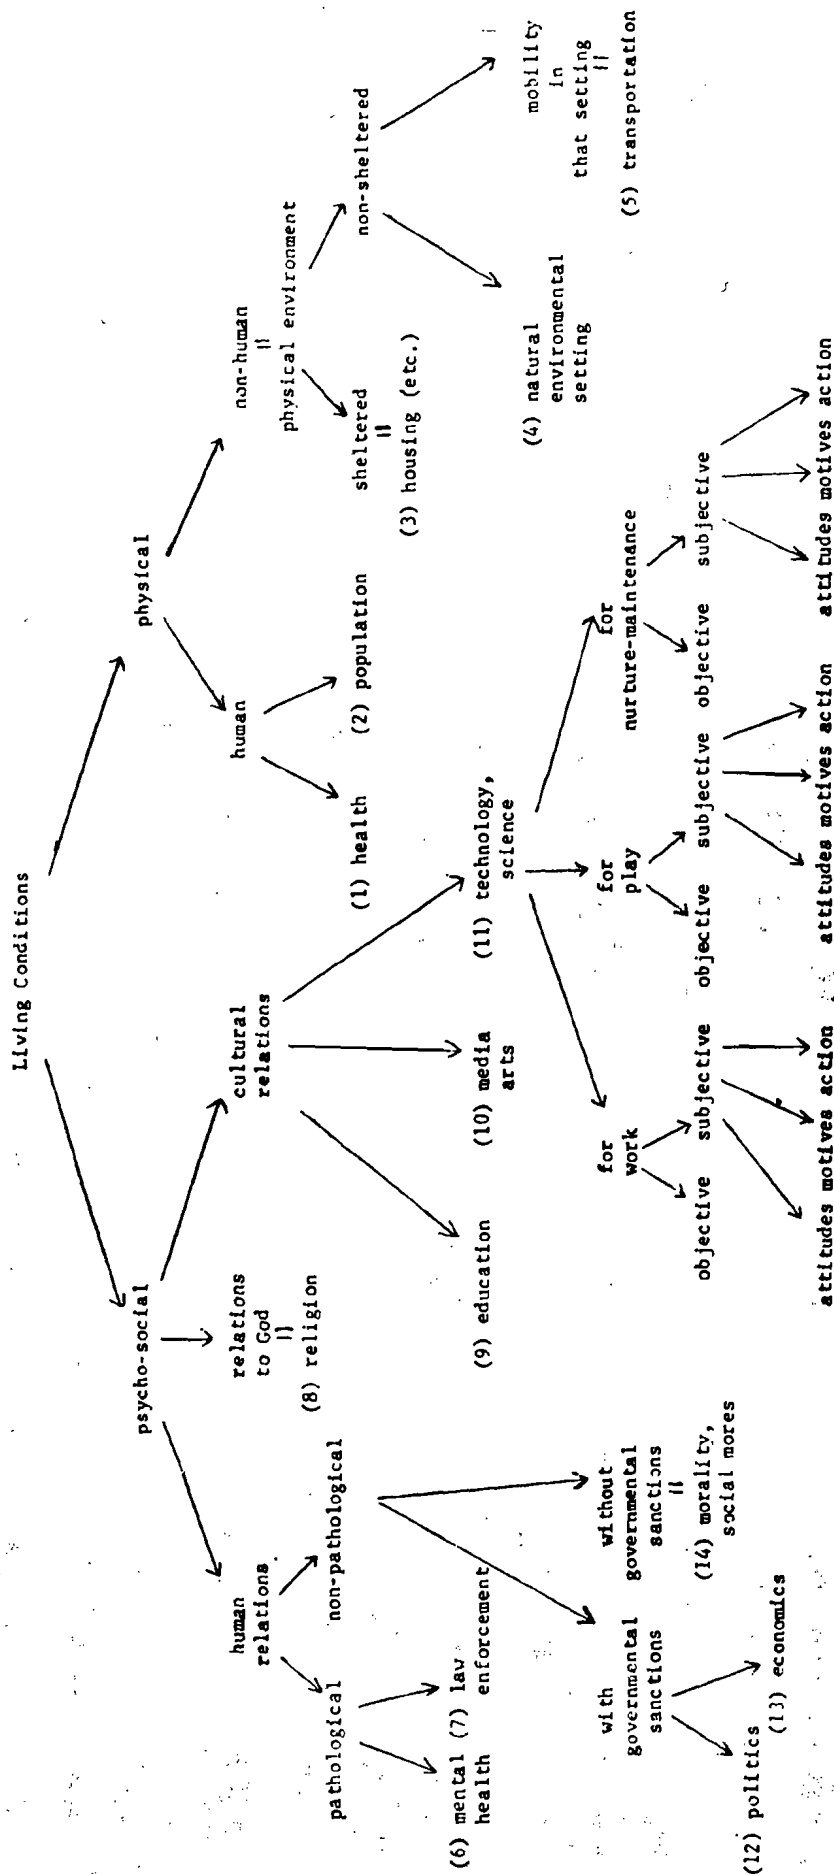 Living Conditions
psycho-social
physical
human
relations
relations
to God
=
(8) religion
cultural
relations
human
non-human
=
physical environment
pathological
non-pathological
(1) health
(2) population
sheltered
=
(3) housing (etc.)
non-sheltered
(6) mental
health
(7) law
enforcement
(9) education
(10) media
arts
(11) technology,
science
(4) natural
environmental
setting
mobility
in
that setting
=
(5) transportation
with
governmental
sanctions
without
governmental
sanctions
=
(14) morality,
social mores
for
work
for
play
for
nurture-maintenance
objective subjective
objective subjective
objective subjective
(12) politics
(13) economics
attitudes motives action
attitudes motives action
attitudes motives action